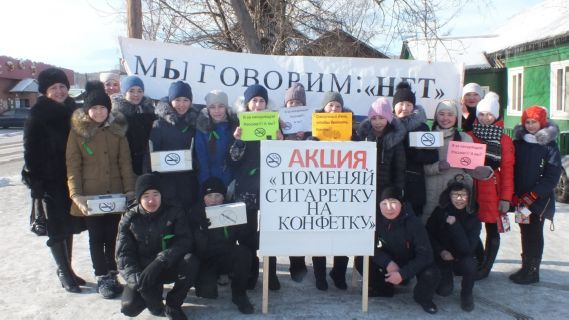 МЫ ГОВОРИМ: «НЕТ»
АКЦИЯ
«ПОМЕНЯЙ
СИГАРЕТКУ
НА
КОНФЕТКУ»